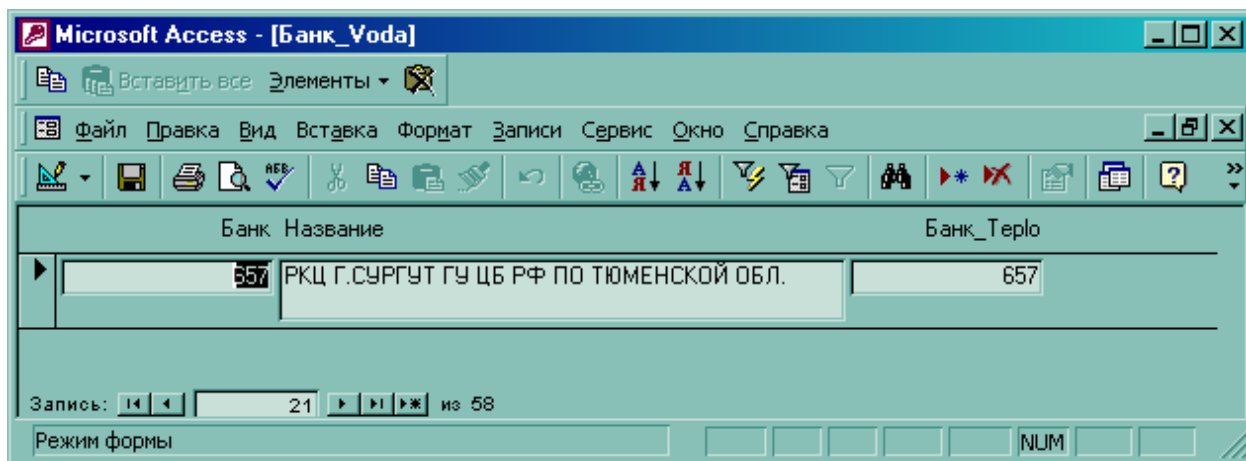 Microsoft Access - [Банк_Voda]
Вставить все Элементы
Файл Правка Вид Вставка Формат Записи Сервис Окно Справка
Банк Название Банк_Teplo
657 РКЦ Г.СУРГУТ ГУ ЦБ РФ ПО ТЮМЕНСКОЙ ОБЛ. 657
Запись: 21 из 58
Режим формы NUM